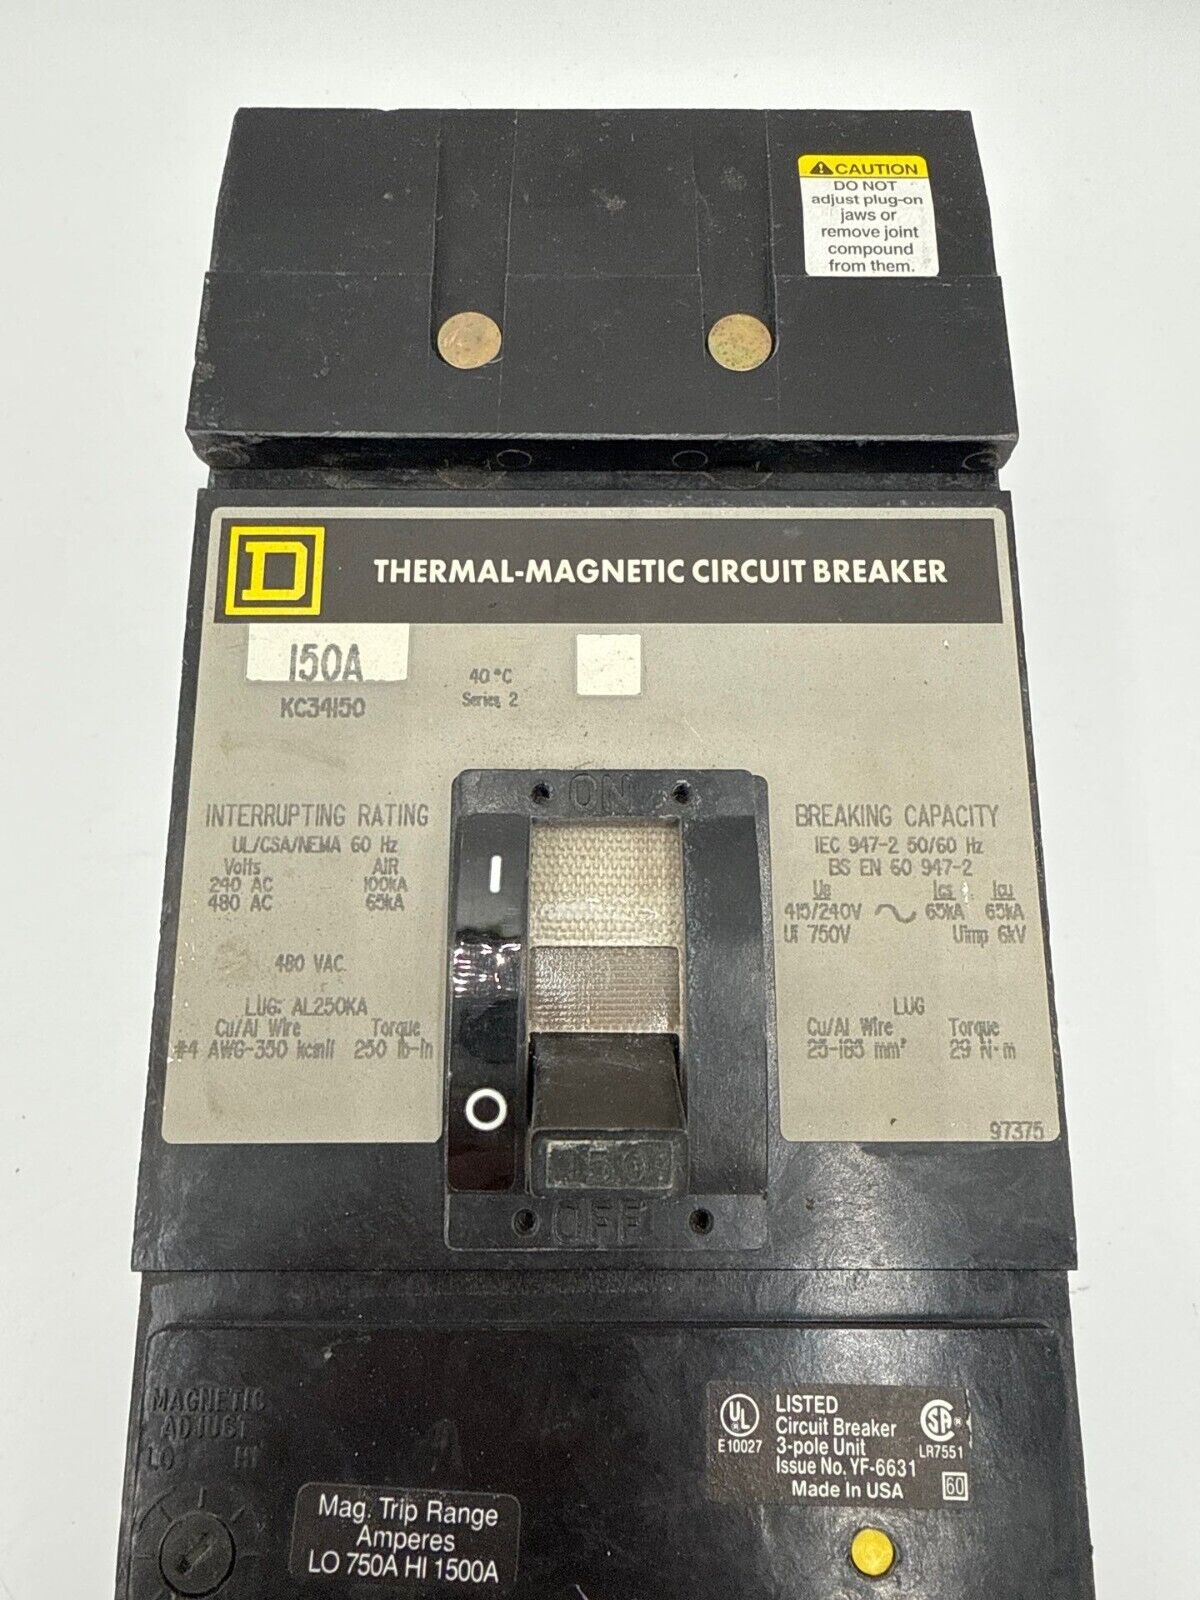 CAUTION
DO NOT
adjust plug-on
jaws or
remove joint
compound
from them.
D
THERMAL-MAGNETIC CIRCUIT BREAKER
150A
KC34150
40°C
Series 2
INTERRUPTING RATING
UL/CSA/NEMA 60 Hz
Volts AIR
240 AC 100kA
480 AC 65kA
480 VAC
LUG: AL250KA
Cu/Al Wire Torque
#4 AWG-350 kcmil 250 lb-in
ON
I
O
150
OFF
BREAKING CAPACITY
IEC 947-2 50/60 Hz
BS EN 60 947-2
Ue Ics Icu
415/240V 65kA 65kA
Ui 750V Uimp 6kV
LUG
Cu/Al Wire Torque
25-185 mm² 29 N·m
97375
MAGNETIC
ADJUST
LO HI
Mag. Trip Range
Amperes
LO 750A HI 1500A
UL
E10027
LISTED
Circuit Breaker
3-pole Unit
Issue No. YF-6631
Made in USA
SA
LR7551
60